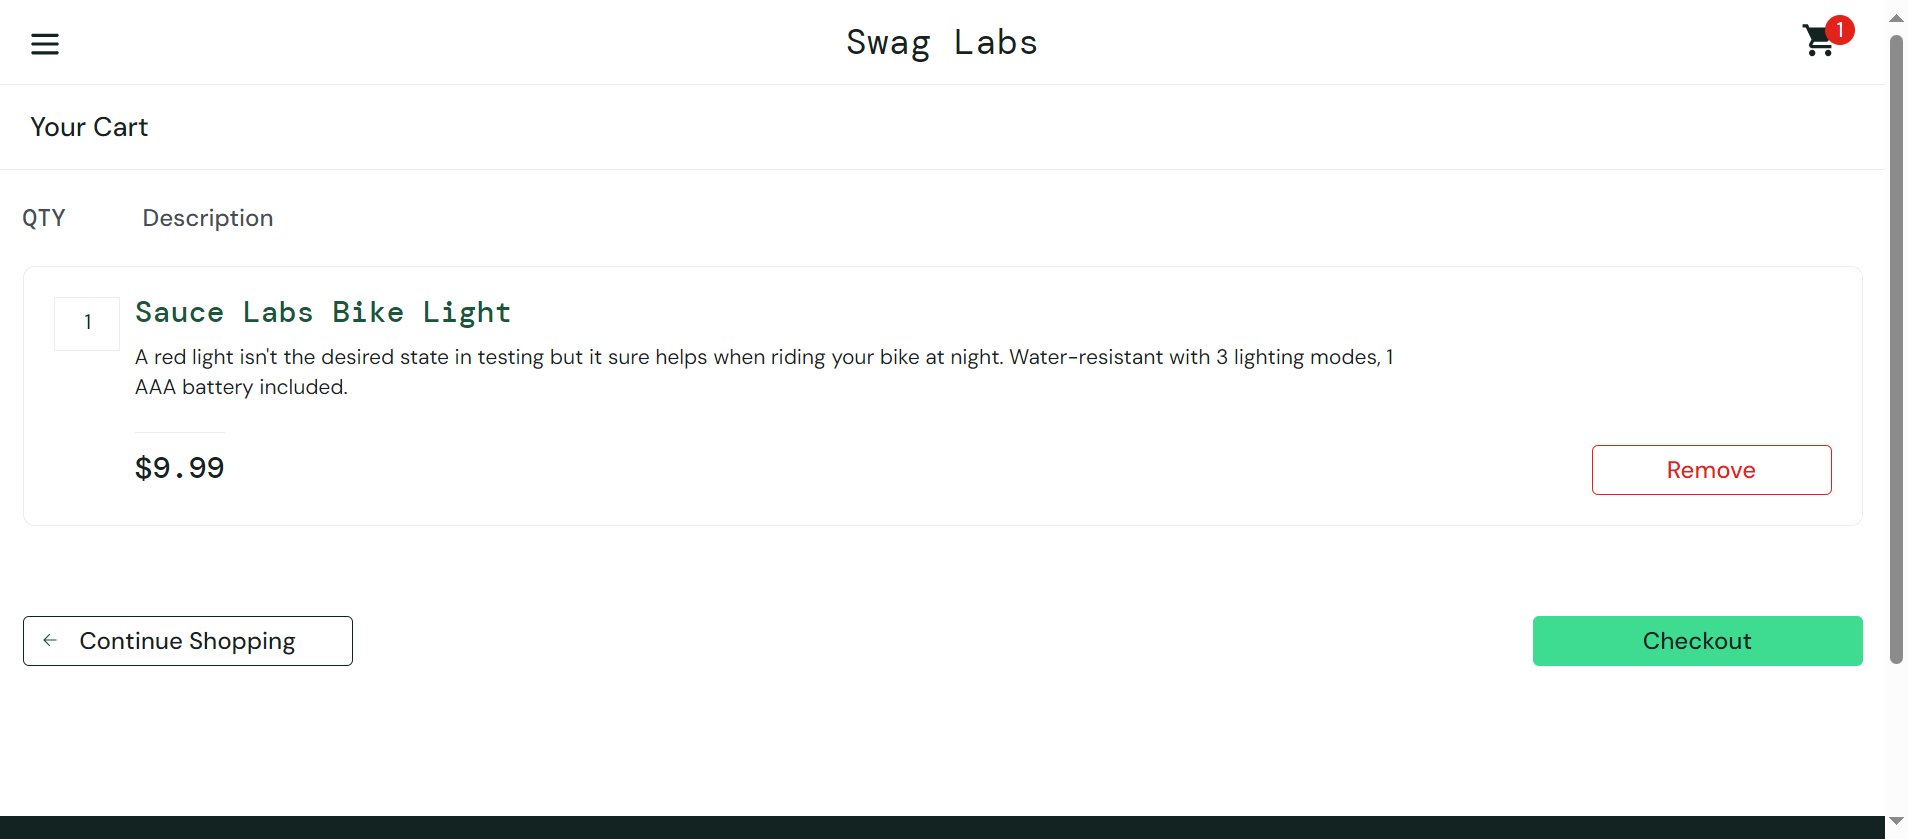 Swag Labs
1
Your Cart
QTY
Description
1
Sauce Labs Bike Light
A red light isn't the desired state in testing but it sure helps when riding your bike at night. Water-resistant with 3 lighting modes, 1
AAA battery included.
$9.99
Remove
Continue Shopping
Checkout